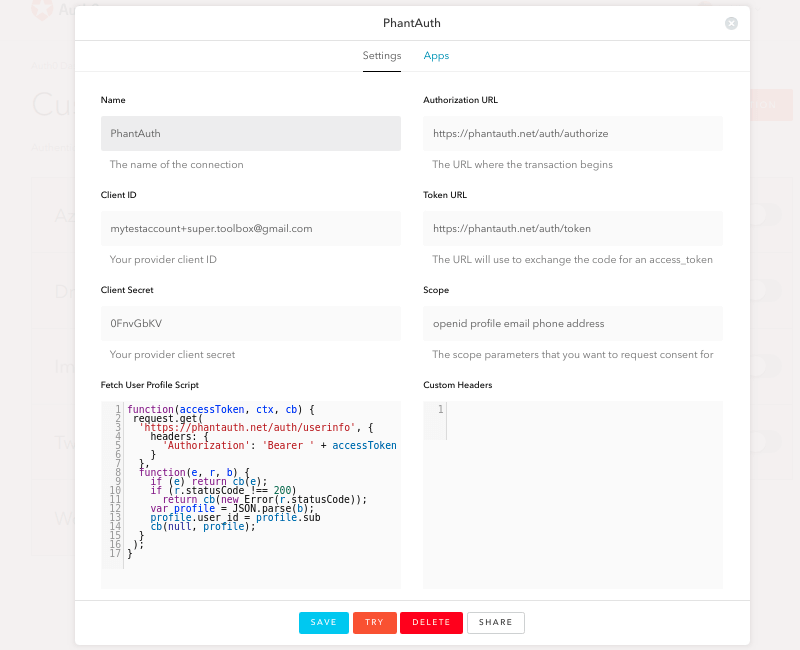 PhantAuth
Settings
Apps
Name
PhantAuth
The name of the connection
Authorization URL
https://phantauth.net/auth/authorize
The URL where the transaction begins
Client ID
mytestaccount+super.toolbox@gmail.com
Your provider client ID
Token URL
https://phantauth.net/auth/token
The URL will use to exchange the code for an access_token
Client Secret
0FnvGbKV
Your provider client secret
Scope
openid profile email phone address
The scope parameters that you want to request consent for
Fetch User Profile Script
1 function(accessToken, ctx, cb) {
2 request.get(
3 'https://phantauth.net/auth/userinfo', {
4 headers: {
5 'Authorization': 'Bearer ' + accessToken
6 }
7 },
8 function(e, r, b) {
9 if (e) return cb(e);
10 if (r.statusCode !== 200)
11 return cb(new Error(r.statusCode));
12 var profile = JSON.parse(b);
13 profile.user_id = profile.sub
14 cb(null, profile);
15 }
16 );
17 }
Custom Headers
1
SAVE
TRY
DELETE
SHARE